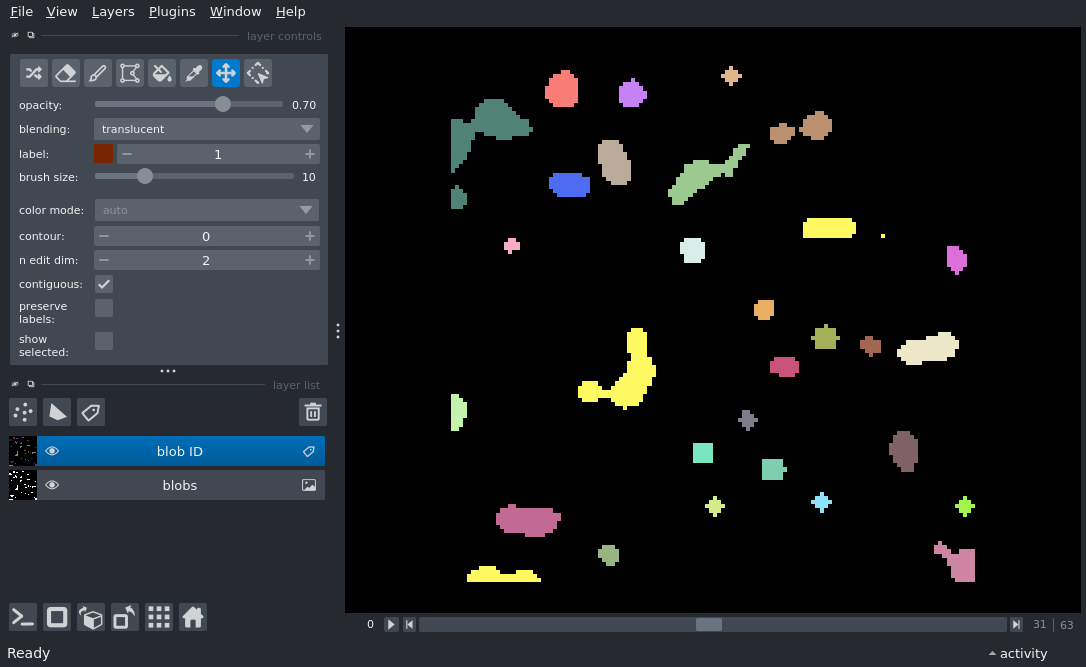 File View Layers Plugins Window Help
layer controls
opacity: 0.70
blending: translucent
label: 1
brush size: 10
color mode: auto
contour: 0
n edit dim: 2
contiguous:
preserve
labels:
show
selected:
layer list
blob ID
blobs
0 31 63
Ready activity